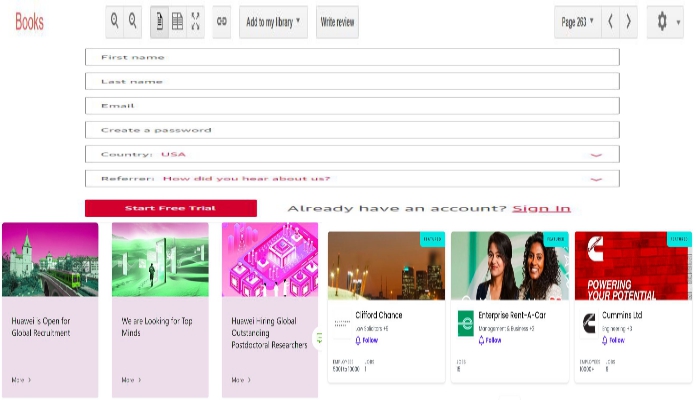 Books
Add to my library
Write review
Page 263
First name
Last name
Email
Create a password
Country: USA
Referrer: How did you hear about us?
Start Free Trial
Already have an account? Sign In
Huawei is Open for
Global Recruitment
More
We are Looking for Top
Minds
More
Huawei Hiring Global
Outstanding
Postdoctoral Researchers
More
FEATURED
Clifford Chance
Law Solicitors +5
Follow
EMPLOYEES JOBS
5001 to 10000 1
FEATURED
Enterprise Rent-A-Car
Management & Business +2
Follow
JOBS
15
FEATURED
POWERING
YOUR POTENTIAL
Cummins Ltd
Engineering +3
Follow
EMPLOYEES JOBS
10000+